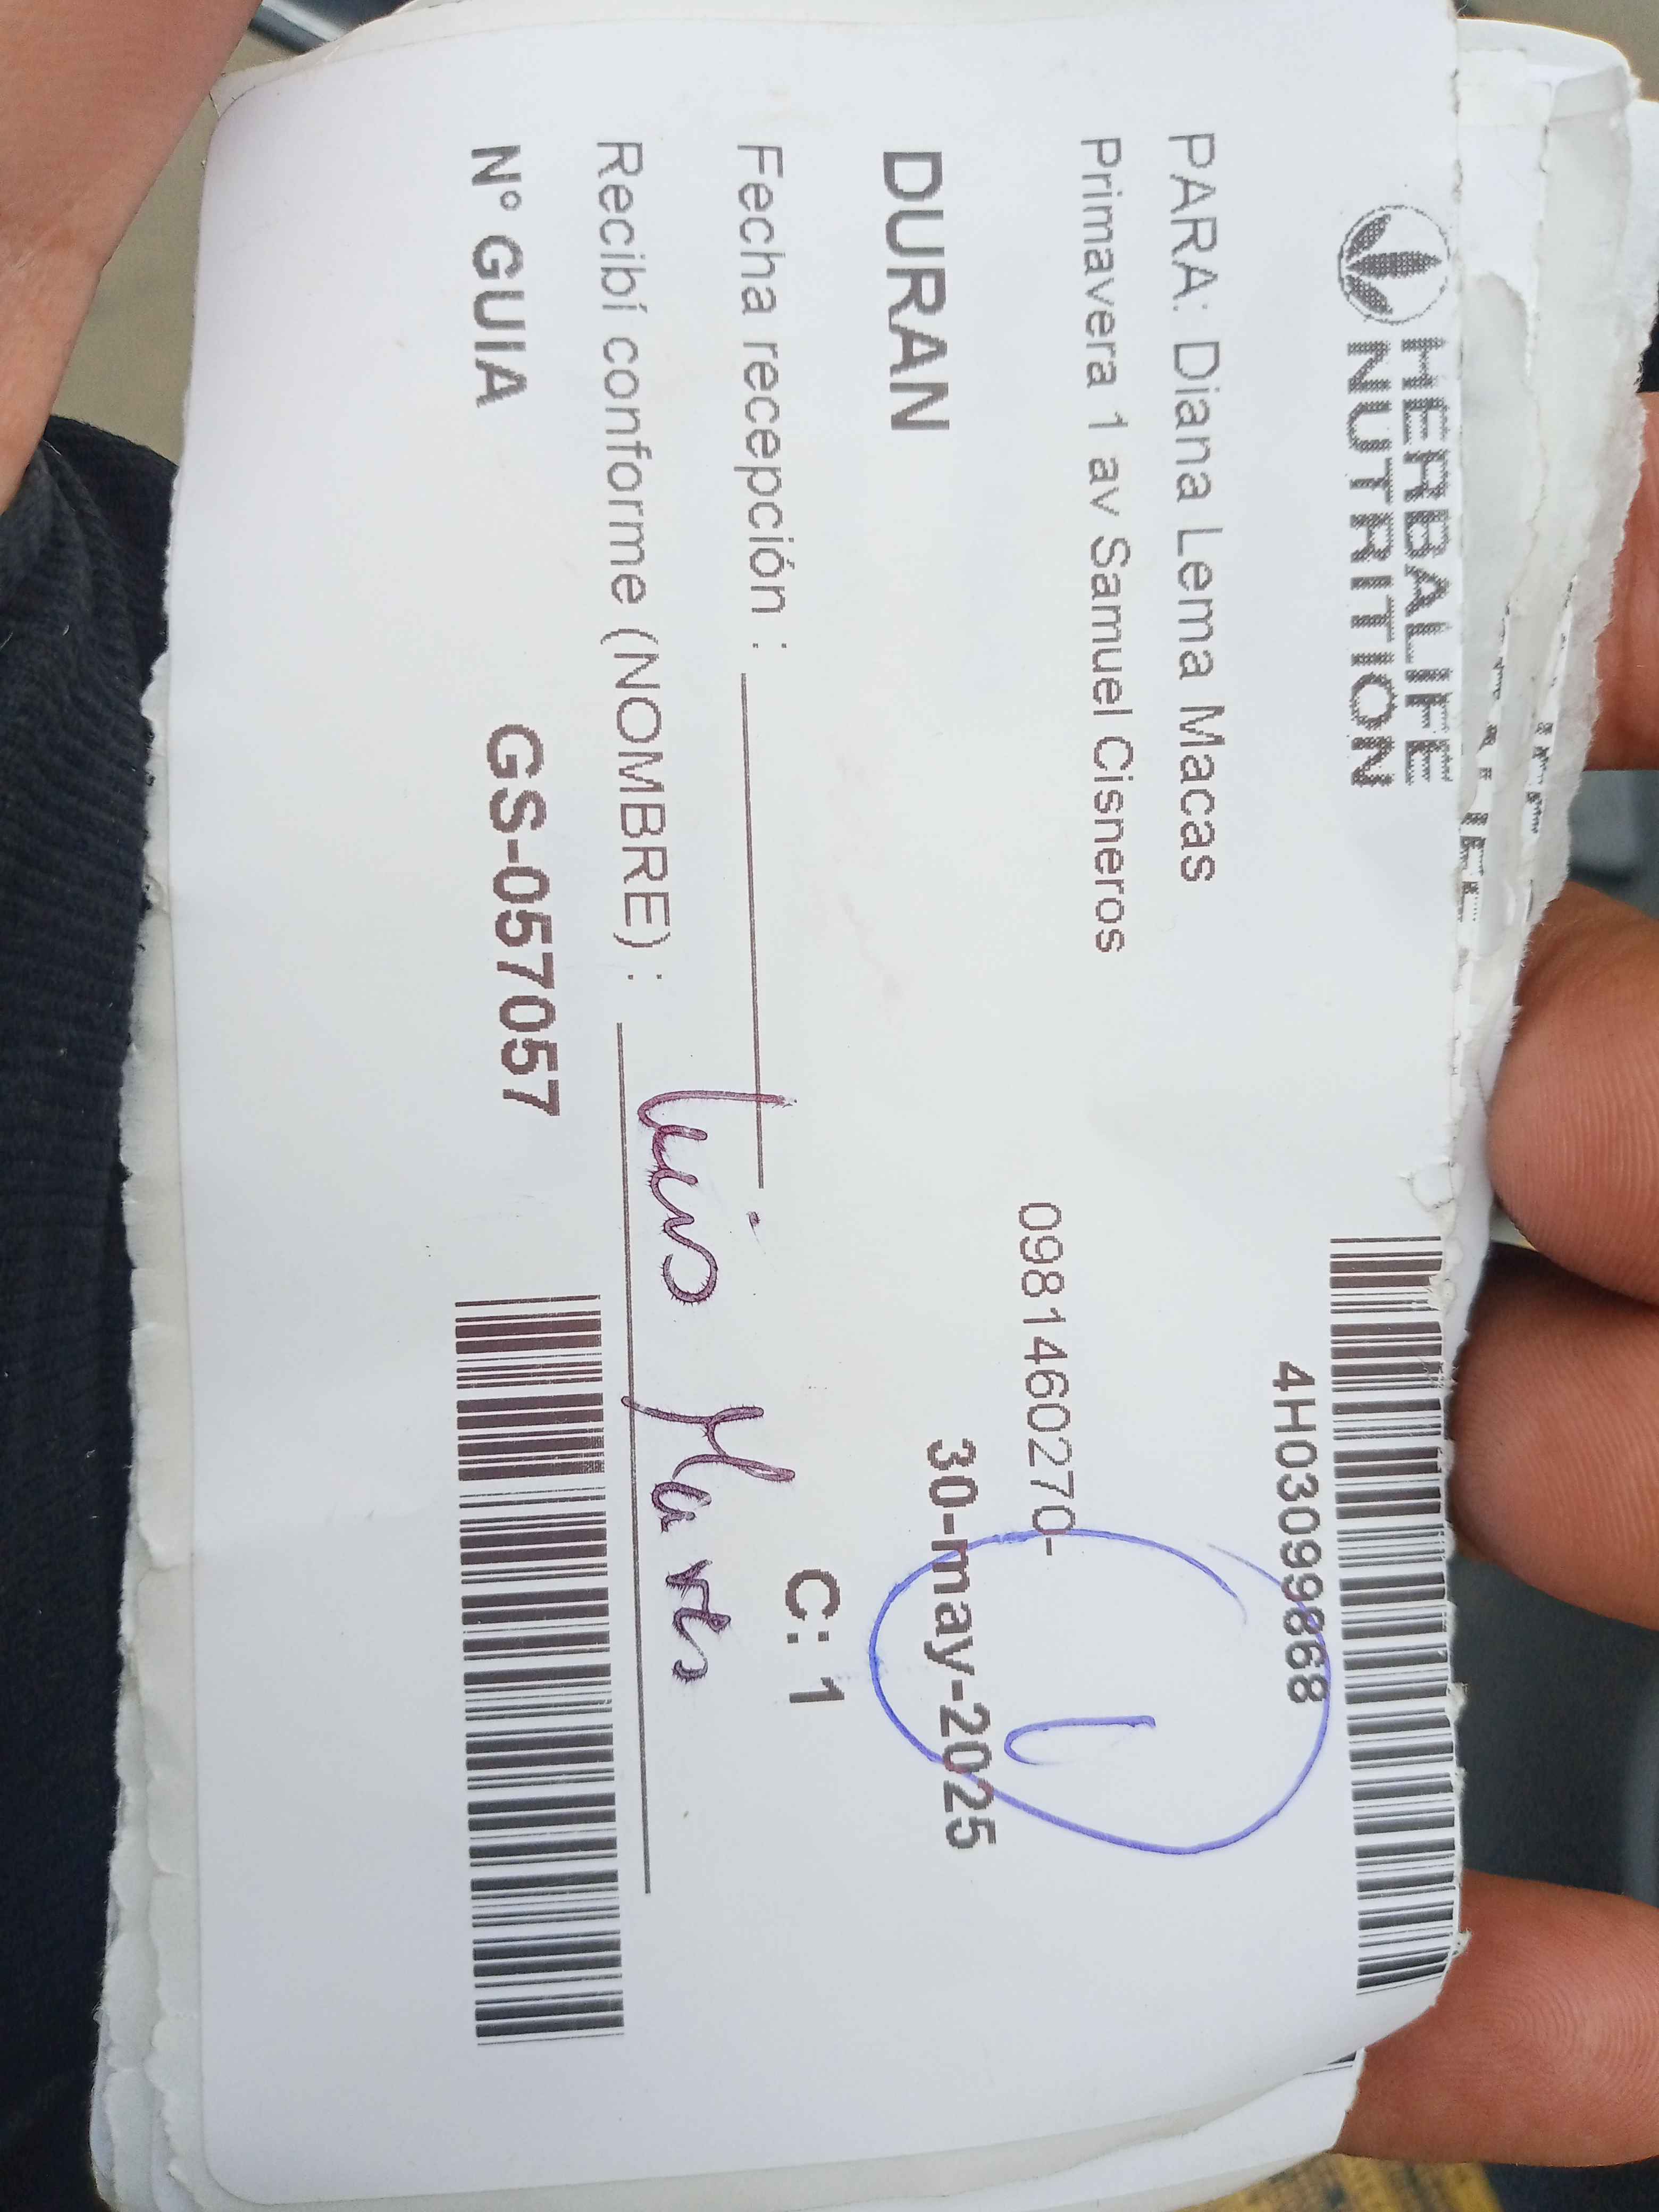 HERBALIFE
NUTRITION
4H03099868
PARA: Diana Lema Macas
Primavera 1 av Samuel Cisneros
0981460270-
DURAN
30-may-2025
Fecha recepción :
C: 1
Recibí conforme (NOMBRE) : Luis
N° GUIA GS-057057